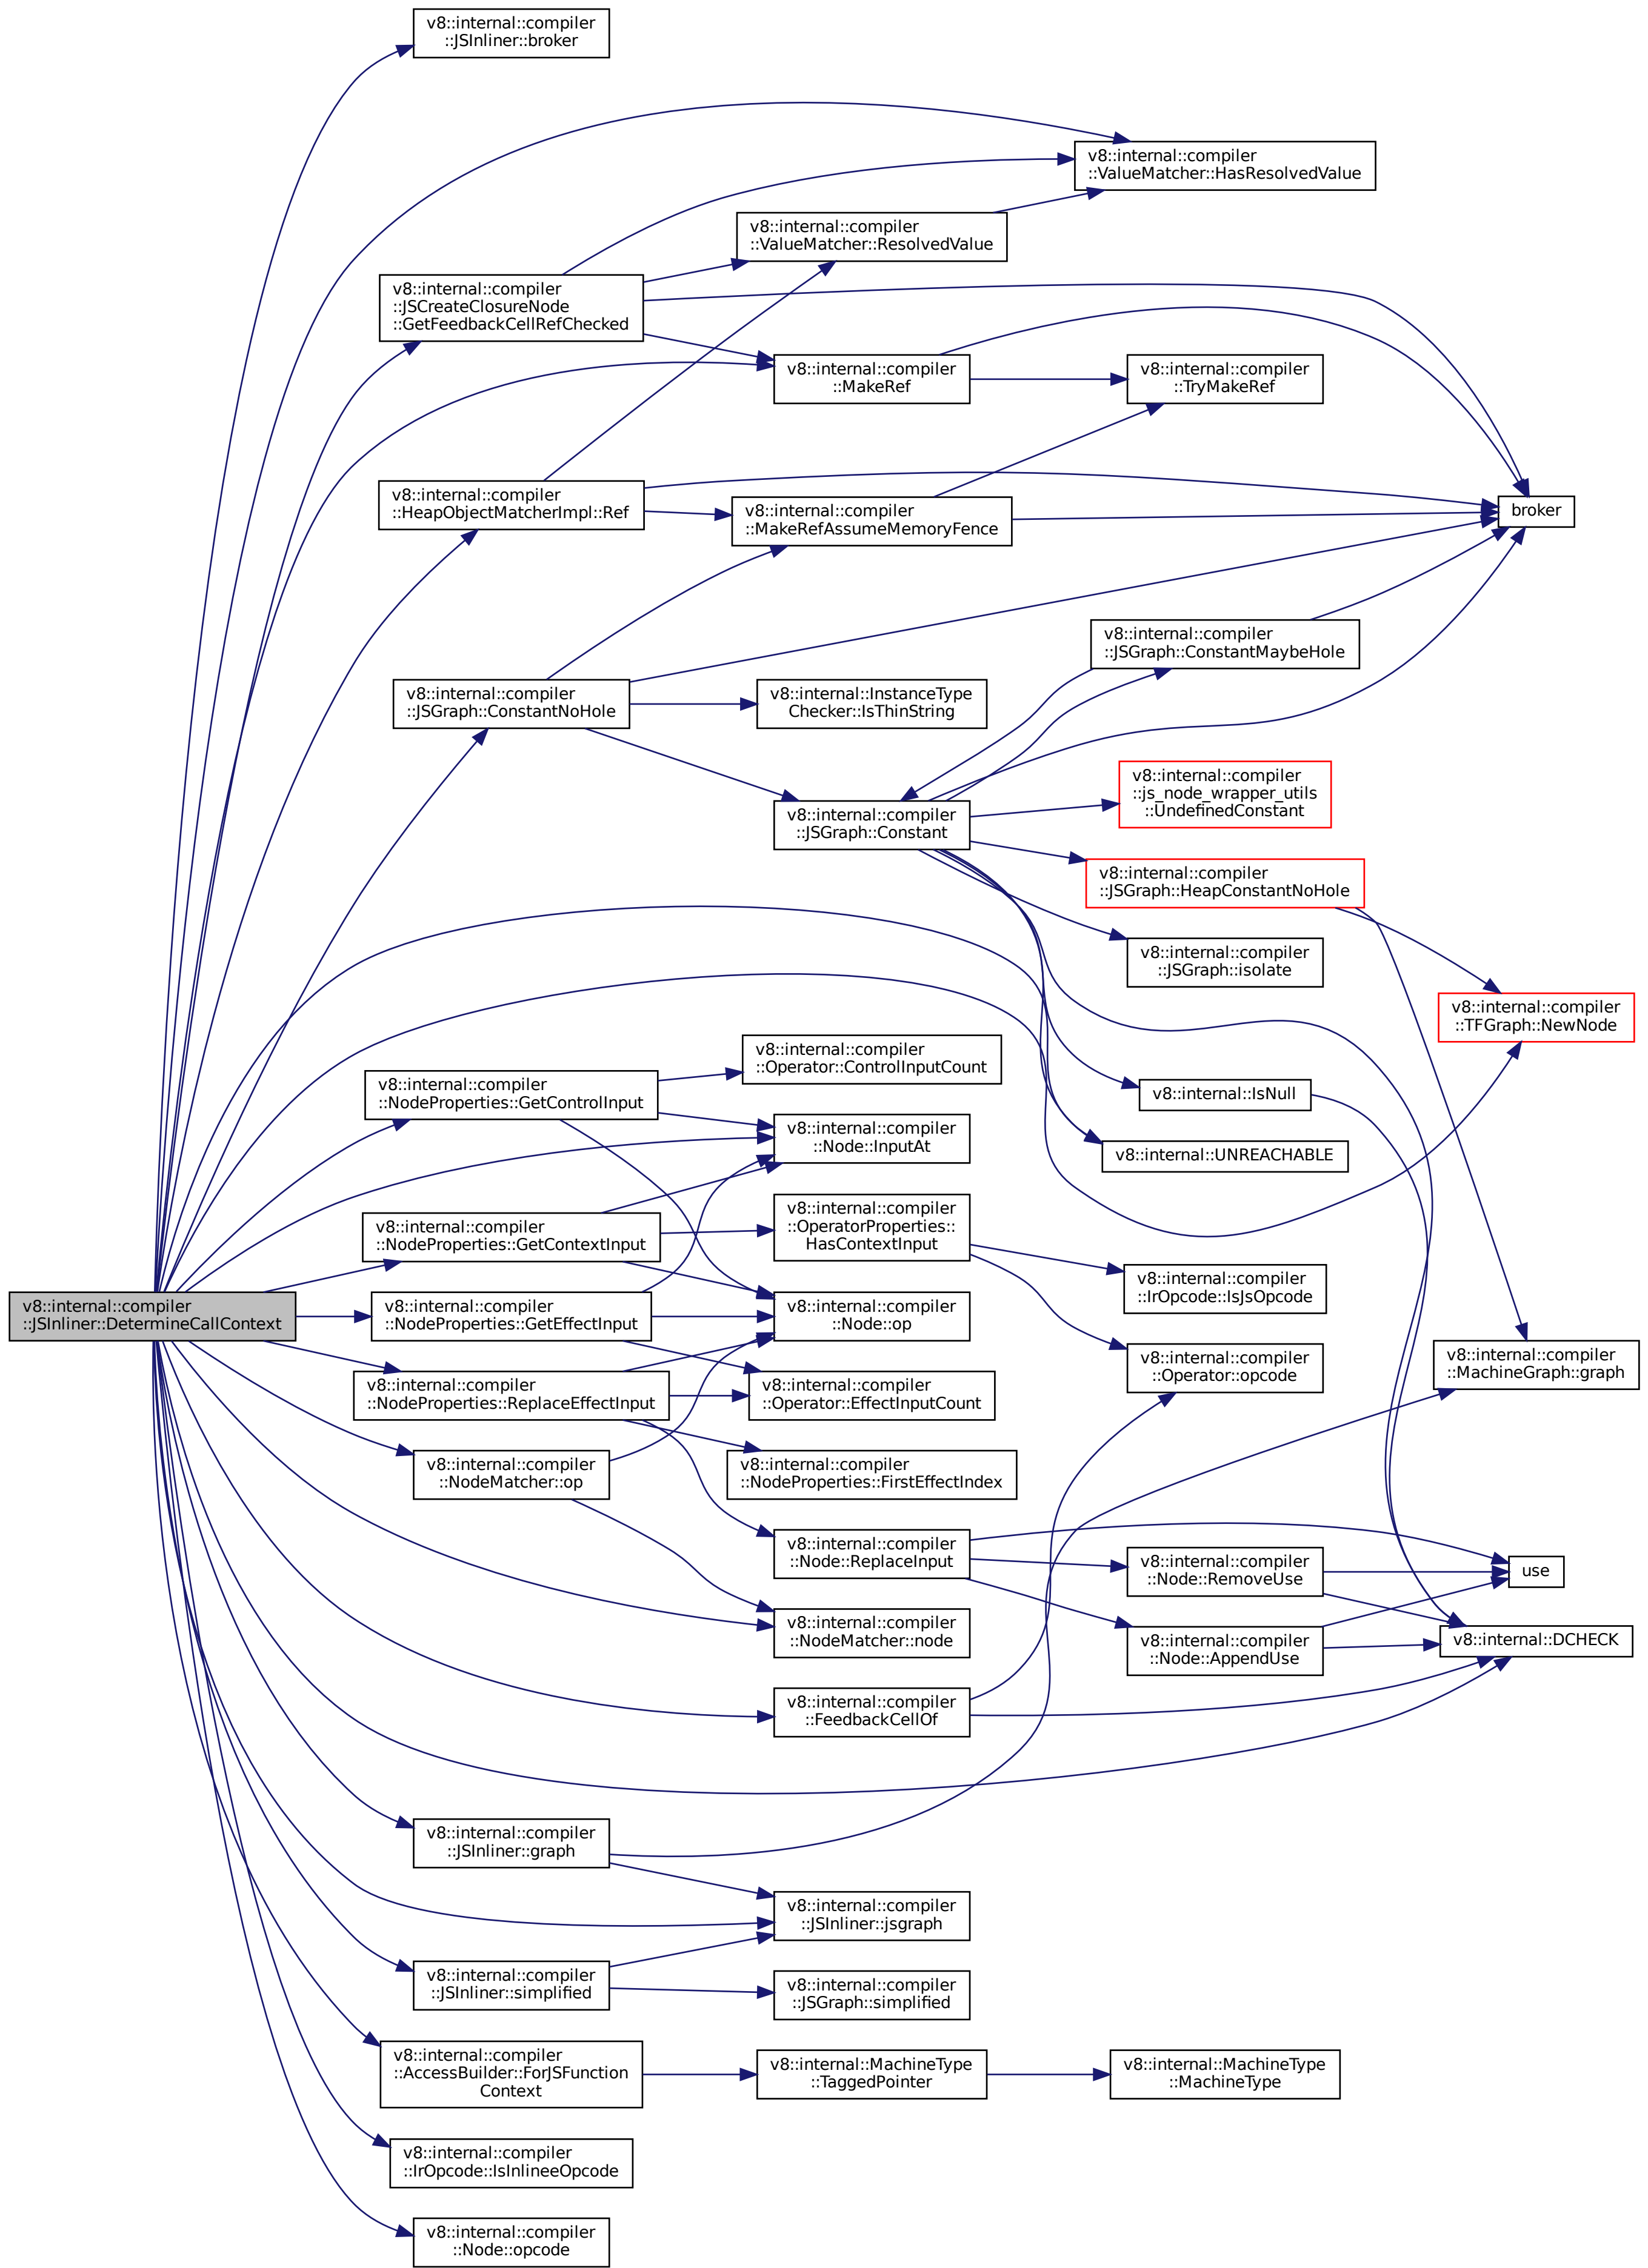 v8::internal::compiler
::JSInliner::broker
v8::internal::compiler
::ValueMatcher::HasResolvedValue
v8::internal::compiler
::ValueMatcher::ResolvedValue
v8::internal::compiler
::JSCreateClosureNode
::GetFeedbackCellRefChecked
v8::internal::compiler
::MakeRef
v8::internal::compiler
::TryMakeRef
v8::internal::compiler
::HeapObjectMatcherImpl::Ref
v8::internal::compiler
::MakeRefAssumeMemoryFence
broker
v8::internal::compiler
::JSGraph::ConstantMaybeHole
v8::internal::compiler
::JSGraph::ConstantNoHole
v8::internal::InstanceType
Checker::IsThinString
v8::internal::compiler
::js_node_wrapper_utils
::UndefinedConstant
v8::internal::compiler
::JSGraph::Constant
v8::internal::compiler
::JSGraph::HeapConstantNoHole
v8::internal::compiler
::JSGraph::isolate
v8::internal::compiler
::TFGraph::NewNode
v8::internal::compiler
::Operator::ControlInputCount
v8::internal::compiler
::NodeProperties::GetControlInput
v8::internal::IsNull
v8::internal::compiler
::Node::InputAt
v8::internal::UNREACHABLE
v8::internal::compiler
::OperatorProperties::
HasContextInput
v8::internal::compiler
::NodeProperties::GetContextInput
v8::internal::compiler
::IrOpcode::IsJsOpcode
v8::internal::compiler
::JSInliner::DetermineCallContext
v8::internal::compiler
::NodeProperties::GetEffectInput
v8::internal::compiler
::Node::op
v8::internal::compiler
::Operator::opcode
v8::internal::compiler
::MachineGraph::graph
v8::internal::compiler
::NodeProperties::ReplaceEffectInput
v8::internal::compiler
::Operator::EffectInputCount
v8::internal::compiler
::NodeMatcher::op
v8::internal::compiler
::NodeProperties::FirstEffectIndex
v8::internal::compiler
::Node::ReplaceInput
v8::internal::compiler
::Node::RemoveUse
use
v8::internal::compiler
::NodeMatcher::node
v8::internal::compiler
::Node::AppendUse
v8::internal::DCHECK
v8::internal::compiler
::FeedbackCellOf
v8::internal::compiler
::JSInliner::graph
v8::internal::compiler
::JSInliner::jsgraph
v8::internal::compiler
::JSInliner::simplified
v8::internal::compiler
::JSGraph::simplified
v8::internal::compiler
::AccessBuilder::ForJSFunction
Context
v8::internal::MachineType
::TaggedPointer
v8::internal::MachineType
::MachineType
v8::internal::compiler
::IrOpcode::IsInlineeOpcode
v8::internal::compiler
::Node::opcode